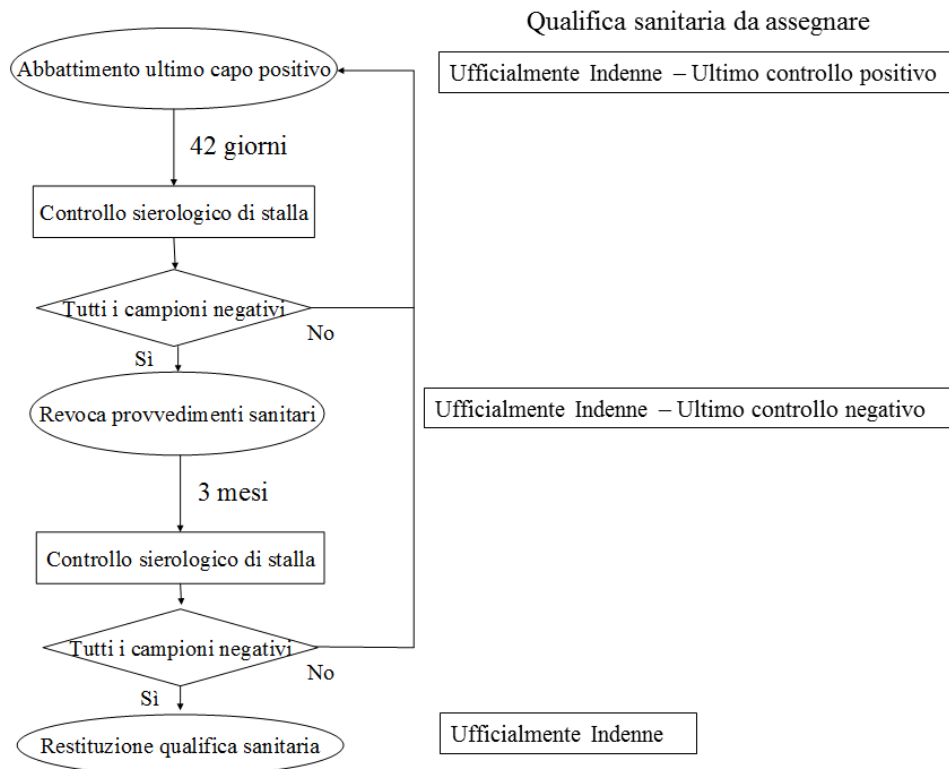 Qualifica sanitaria da assegnare
Abbattimento ultimo capo positivo
Ufficialmente Indenne – Ultimo controllo positivo
42 giorni
Controllo sierologico di stalla
Tutti i campioni negativi
No
Sì
Revoca provvedimenti sanitari
Ufficialmente Indenne – Ultimo controllo negativo
3 mesi
Controllo sierologico di stalla
Tutti i campioni negativi
No
Sì
Restituzione qualifica sanitaria
Ufficialmente Indenne